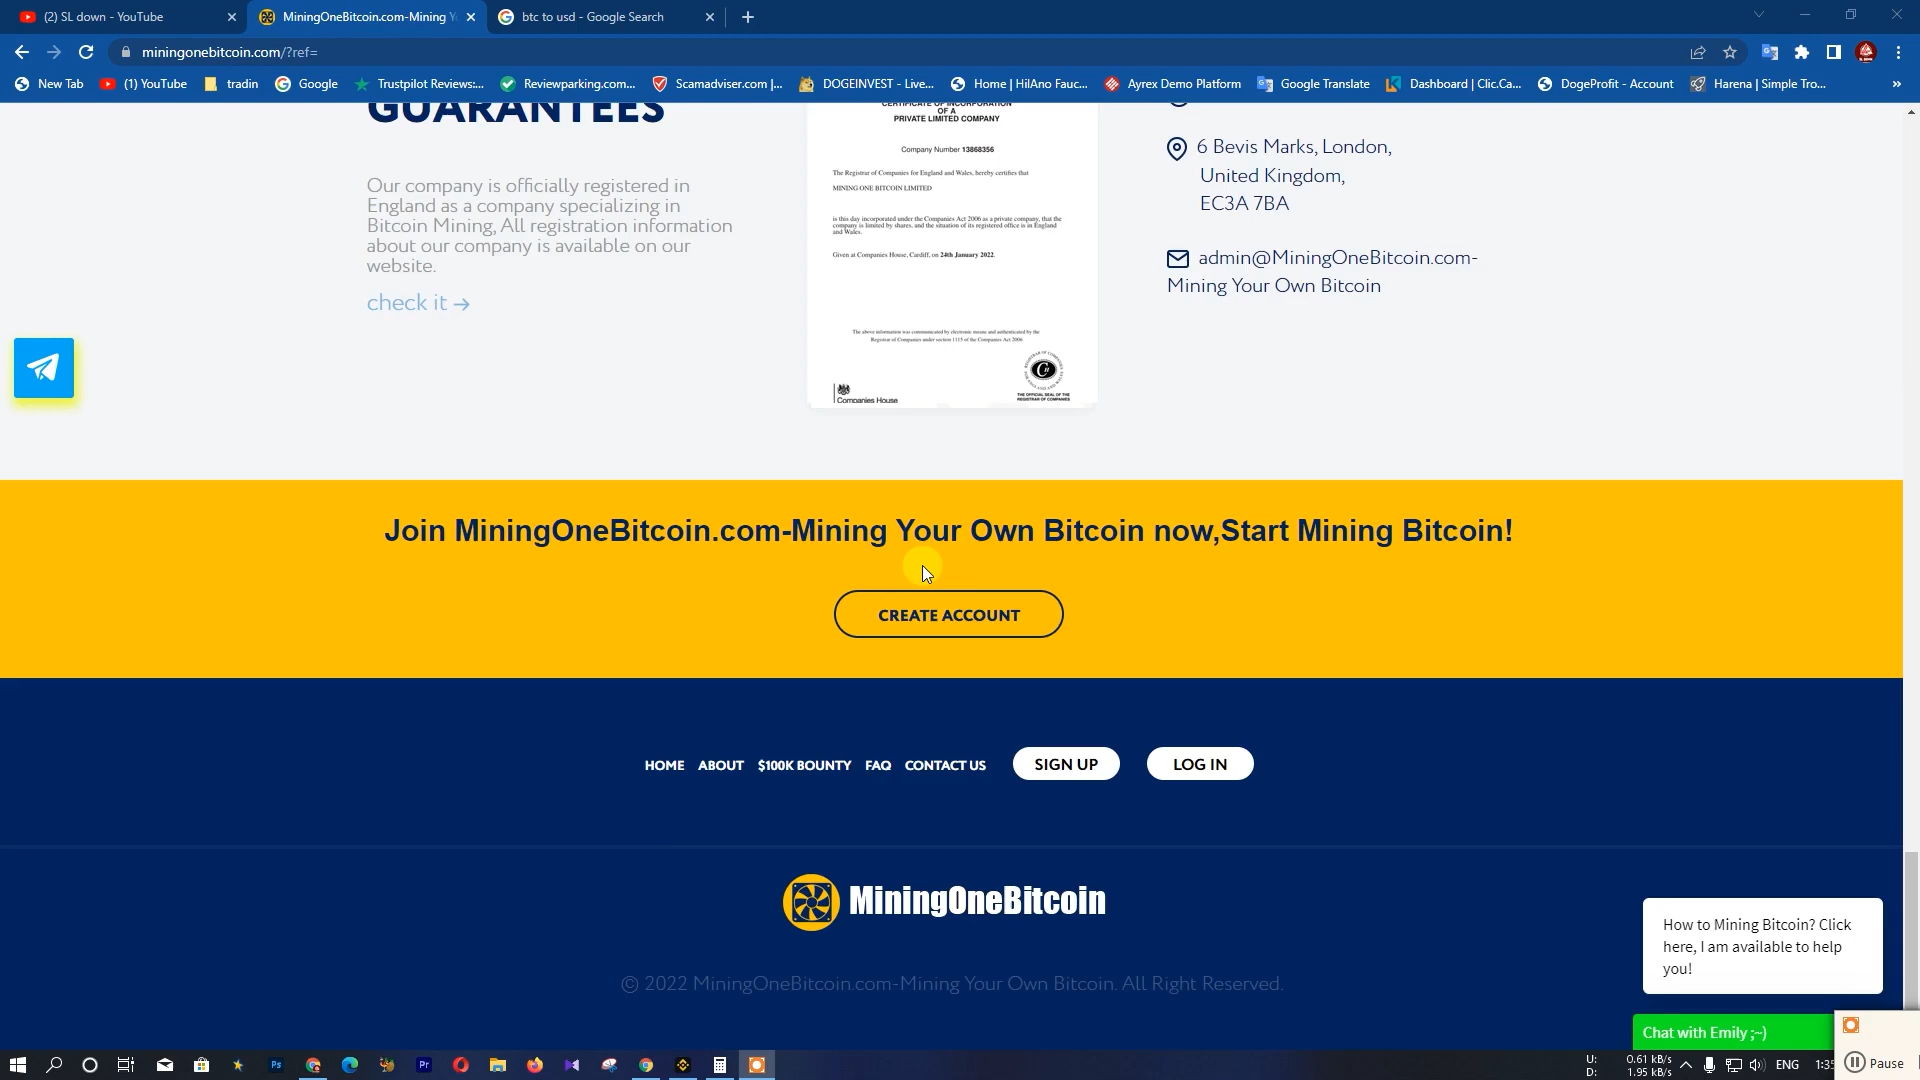 (2) SL down - YouTube
MiningOneBitcoin.com-Mining Y
btc to usd - Google Search
miningonebitcoin.com/?ref=
New Tab
(1) YouTube
tradin
Google
Trustpilot Reviews:...
Reviewparking.com...
Scamadviser.com |...
DOGEINVEST - Live...
Home | HilAno Fauc...
Ayrex Demo Platform
Google Translate
Dashboard | Clic.Ca...
DogeProfit - Account
Harena | Simple Tro...
»
GUARANTEES
Our company is officially registered in
England as a company specializing in
Bitcoin Mining, All registration information
about our company is available on our
website.
check it →
CERTIFICATE OF INCORPORATION
OF A
PRIVATE LIMITED COMPANY
Company Number 13868356
The Registrar of Companies for England and Wales, hereby certifies that
MINING ONE BITCOIN LIMITED
is this day incorporated under the Companies Act 2006 as a private company, that the
company is limited by shares, and the situation of its registered office is in England
and Wales.
Given at Companies House, Cardiff, on 24th January 2022.
The above information was communicated by electronic means and authenticated by the
Registrar of Companies under section 1115 of the Companies Act 2006
Companies House
THE OFFICIAL SEAL OF THE
REGISTRAR OF COMPANIES
6 Bevis Marks, London,
United Kingdom,
EC3A 7BA
admin@MiningOneBitcoin.com-
Mining Your Own Bitcoin
Join MiningOneBitcoin.com-Mining Your Own Bitcoin now,Start Mining Bitcoin!
CREATE ACCOUNT
HOME ABOUT $100K BOUNTY FAQ CONTACT US SIGN UP LOG IN
MiningOneBitcoin
© 2022 MiningOneBitcoin.com-Mining Your Own Bitcoin. All Right Reserved.
How to Mining Bitcoin? Click
here, I am available to help
you!
Chat with Emily ;~)
Ps
Pr
U: 0.61 kB/s
D: 1.95 kB/s
ENG
1:35
Pause